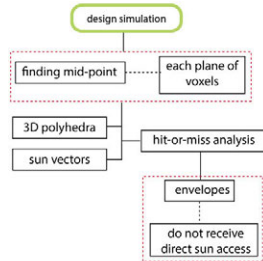 design simulation
finding mid-point
each plane of
voxels
3D polyhedra
sun vectors
hit-or-miss analysis
envelopes
do not receive
direct sun access